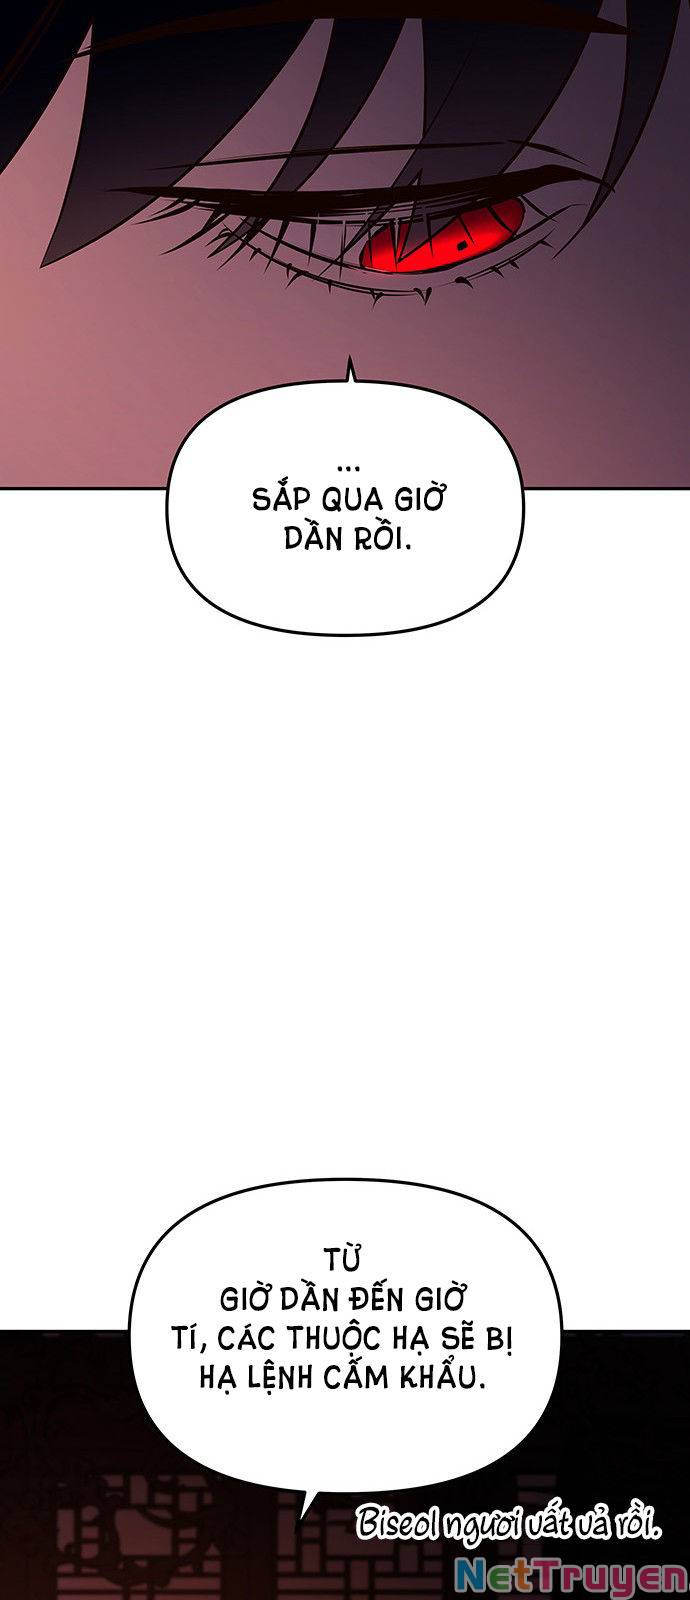 ...
SẮP QUA GIỜ
DẦN RỒI.
TỪ
GIỜ DẦN ĐẾN GIỜ
TÍ, CÁC THUỘC HẠ SẼ BỊ
HẠ LỆNH CẤM KHẨU.
Biseol ngươi vất vả rồi.
NetTruyen